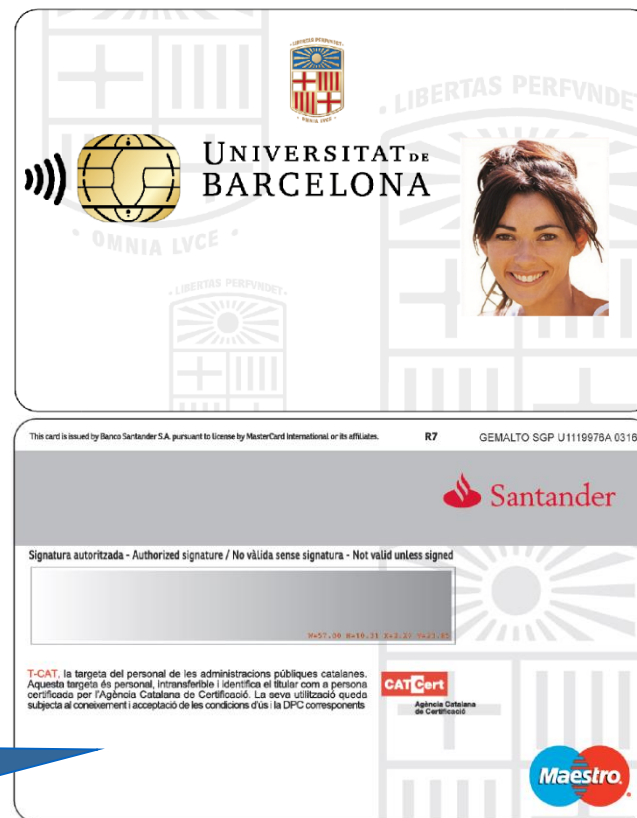 · LIBERTAS PERFVNDET ·
· OMNIA LVCE ·
· LIBERTAS PERFVNDE
UNIVERSITAT DE
BARCELONA
· OMNIA LVCE ·
· LIBERTAS PERFVNDET ·
This card is issued by Banco Santander S.A. pursuant to license by MasterCard International or its affiliates.
R7
GEMALTO SGP U1119976A 0316
Santander
Signatura autoritzada - Authorized signature / No vàlida sense signatura - Not valid unless signed
T-CAT, la targeta del personal de les administracions públiques catalanes.
Aquesta targeta és personal, intransferible i identifica el titular com a persona
certificada per l'Agència Catalana de Certificació. La seva utilització queda
subjecta al coneixement i acceptació de les condicions d'ús i la DPC corresponents
CATCert
Agència Catalana
de Certificació
Maestro